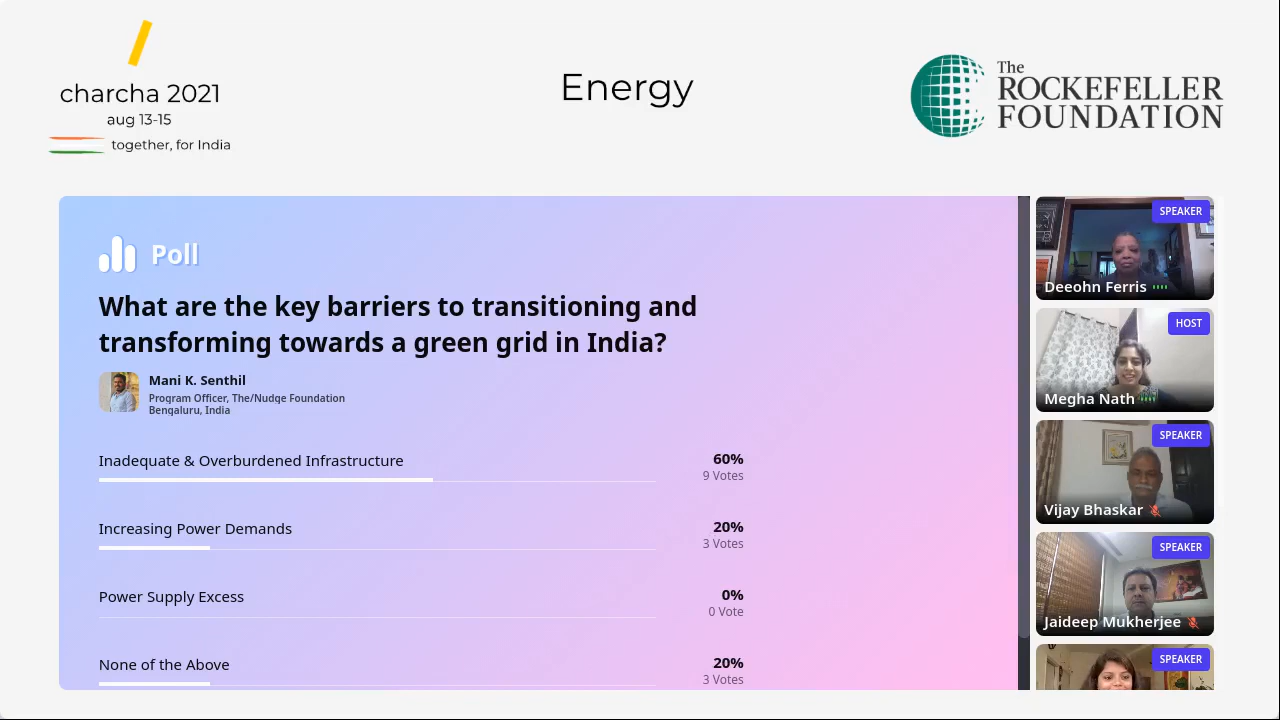 charcha 2021
aug 13-15
together, for India
Energy
The
ROCKEFELLER
FOUNDATION
Poll
What are the key barriers to transitioning and
transforming towards a green grid in India?
Mani K. Senthil
Program Officer, The/Nudge Foundation
Bengaluru, India
Inadequate & Overburdened Infrastructure
60%
9 Votes
Increasing Power Demands
20%
3 Votes
Power Supply Excess
0%
0 Vote
None of the Above
20%
3 Votes
SPEAKER
Deeohn Ferris
HOST
Megha Nath
SPEAKER
Vijay Bhaskar
SPEAKER
Jaideep Mukherjee
SPEAKER